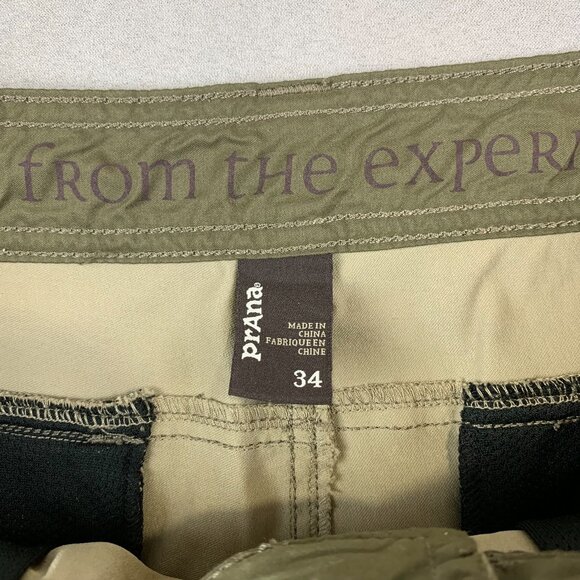 from the exper
prAna®
MADE IN
CHINA
FABRIQUE EN
CHINE
34